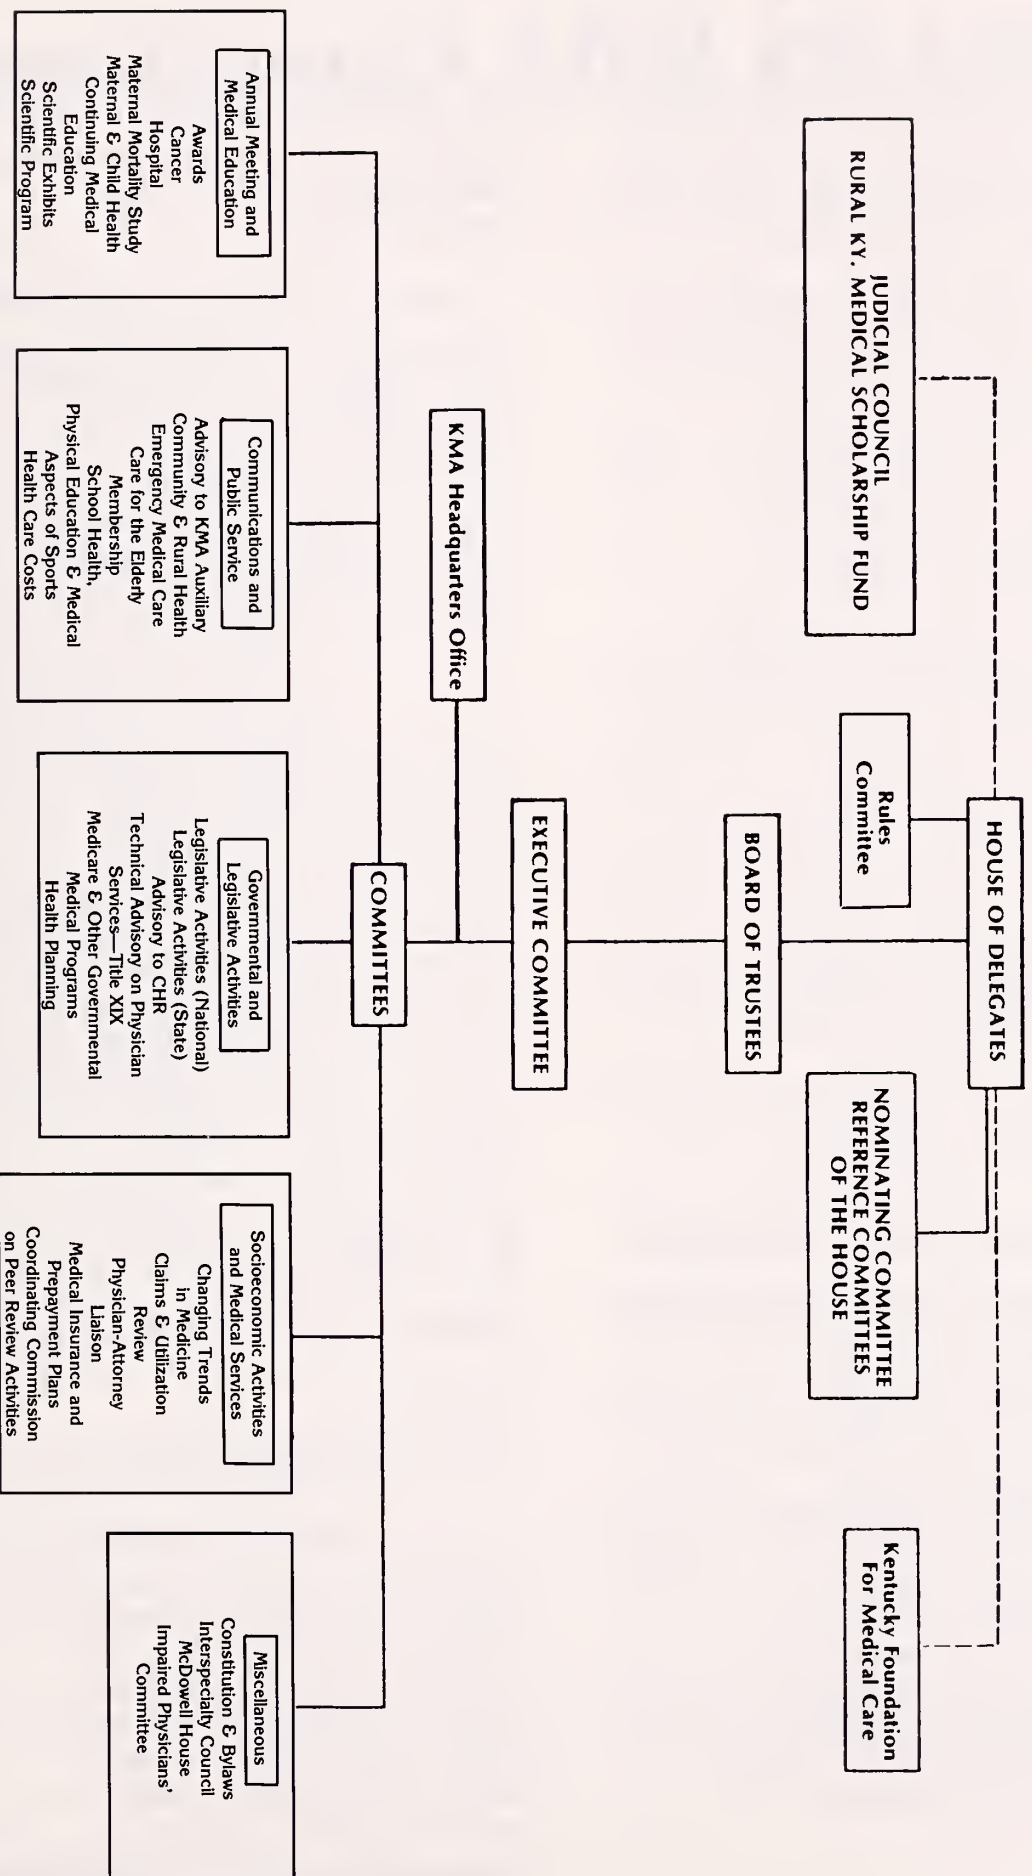 HOUSE OF DELEGATES
JUDICIAL COUNCIL
RURAL KY. MEDICAL SCHOLARSHIP FUND
Rules
Committee
NOMINATING COMMITTEE
REFERENCE COMMITTEES
OF THE HOUSE
Kentucky Foundation
For Medical Care
BOARD OF TRUSTEES
EXECUTIVE COMMITTEE
KMA Headquarters Office
COMMITTEES
Annual Meeting and
Medical Education
Awards
Cancer
Hospital
Maternal Mortality Study
Maternal & Child Health
Continuing Medical
Education
Scientific Exhibits
Scientific Program
Communications and
Public Service
Advisory to KMA Auxiliary
Community & Rural Health
Emergency Medical Care
Care for the Elderly
Membership
School Health,
Physical Education & Medical
Aspects of Sports
Health Care Costs
Governmental and
Legislative Activities
Legislative Activities (National)
Legislative Activities (State)
Advisory to CHR
Technical Advisory on Physician
Services—Title XIX
Medicare & Other Governmental
Medical Programs
Health Planning
Socioeconomic Activities
and Medical Services
Changing Trends
in Medicine
Claims & Utilization
Review
Physician-Attorney
Liaison
Medical Insurance and
Prepayment Plans
Coordinating Commission
on Peer Review Activities
Miscellaneous
Constitution & Bylaws
Interspecialty Council
McDowell House
Impaired Physicians'
Committee